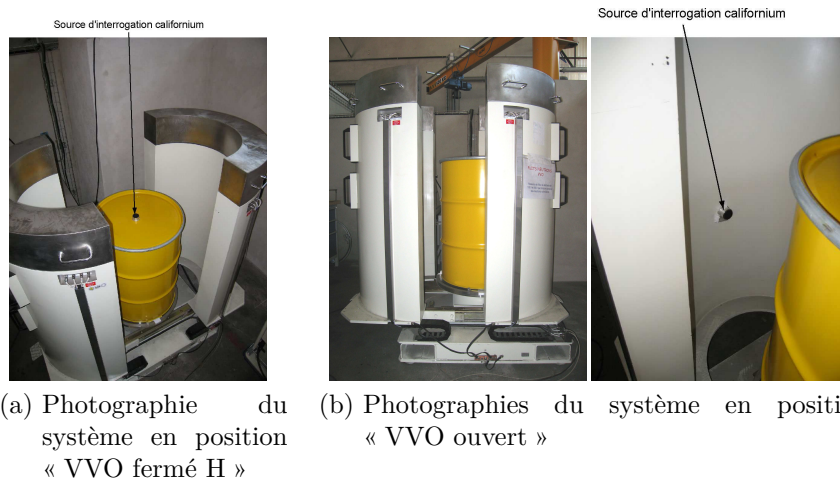 Source d'interrogation californium
Source d'interrogation californium
(a) Photographie du
système en position
« VVO fermé H »
(b) Photographies du système en positi
« VVO ouvert »